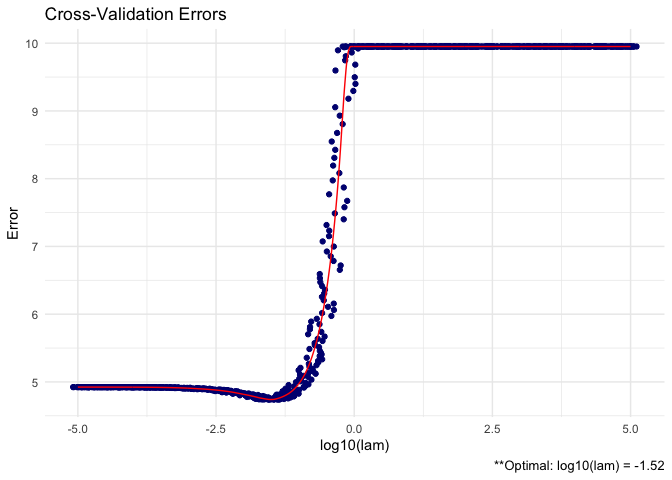 Cross-Validation Errors
10
9
8
7
6
5
Error
-5.0
-2.5
0.0
2.5
5.0
log10(lam)
**Optimal: log10(lam) = -1.52